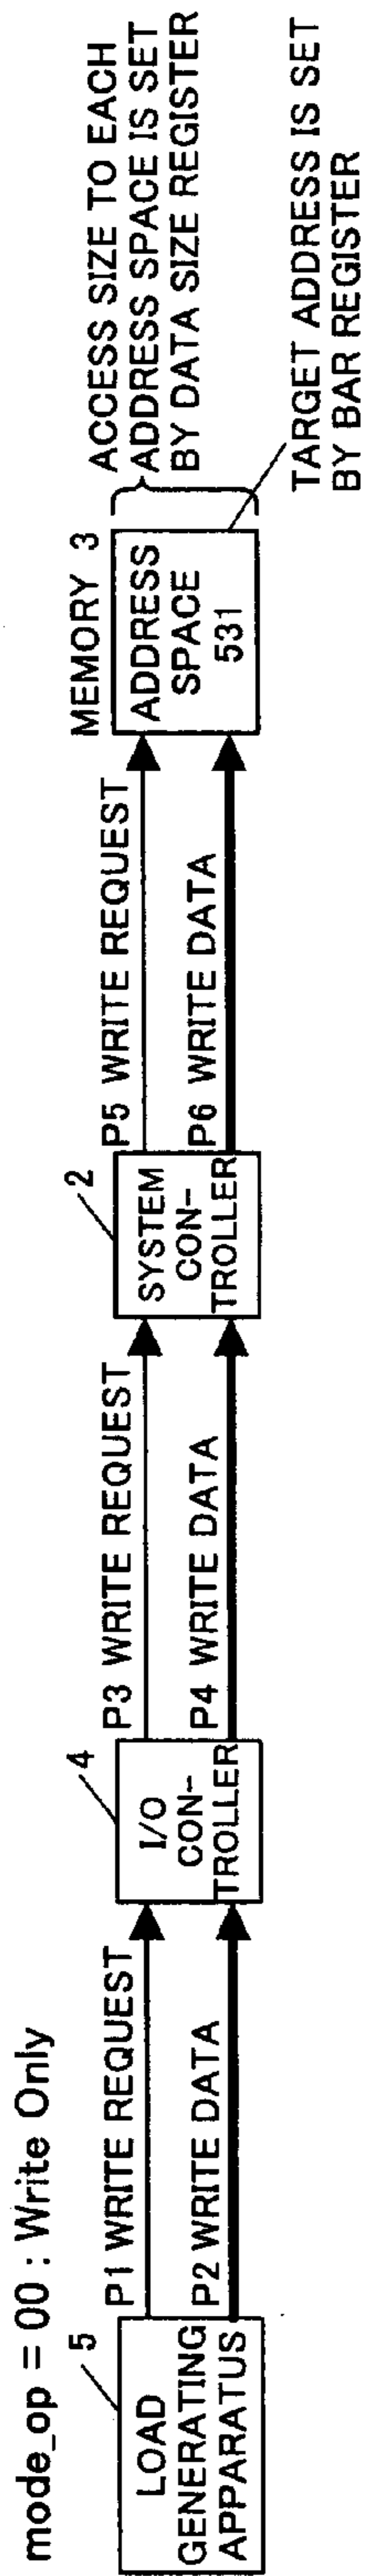 mode_op = 00 : Write Only
5
LOAD
GENERATING
APPARATUS
P1 WRITE REQUEST
P2 WRITE DATA
4
I/O
CON-
TROLLER
P3 WRITE REQUEST
P4 WRITE DATA
2
SYSTEM
CON-
TROLLER
P5 WRITE REQUEST
P6 WRITE DATA
MEMORY 3
ADDRESS
SPACE
531
ACCESS SIZE TO EACH
ADDRESS SPACE IS SET
BY DATA SIZE REGISTER
TARGET ADDRESS IS SET
BY BAR REGISTER